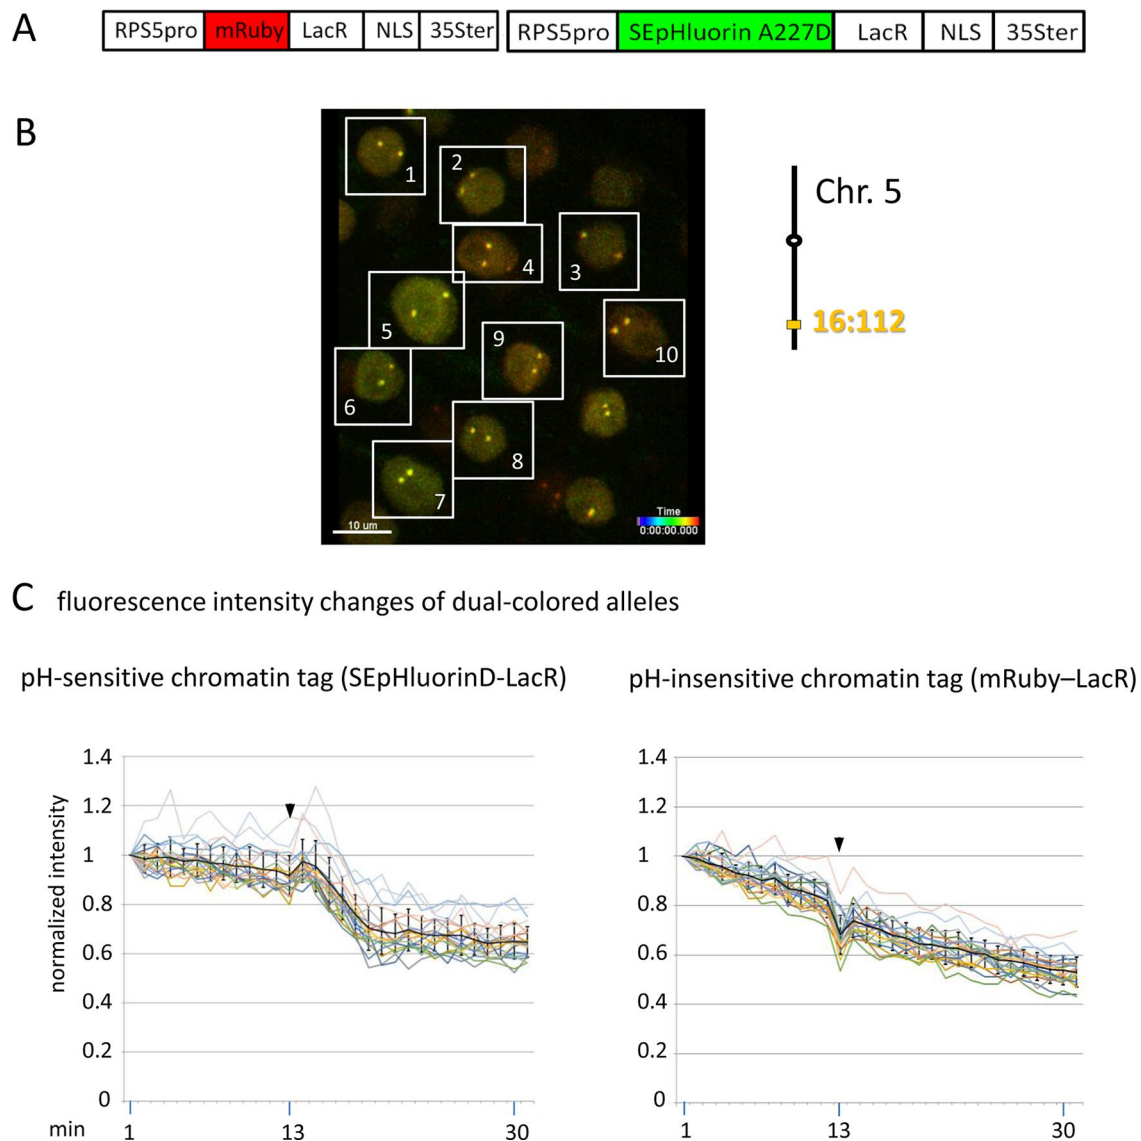 A
RPS5pro mRuby LacR NLS 35Ster
RPS5pro SEpHluorin A227D LacR NLS 35Ster
B
1
2
3
4
5
6
7
8
9
10
10 um
Time
0:00:00.000
Chr. 5
16:112
C fluorescence intensity changes of dual-colored alleles
pH-sensitive chromatin tag (SEpHluorinD-LacR)
pH-insensitive chromatin tag (mRuby–LacR)
normalized intensity
1.4
1.2
1
0.8
0.6
0.4
0.2
0
min 1 13 30
1.4
1.2
1
0.8
0.6
0.4
0.2
0
1 13 30